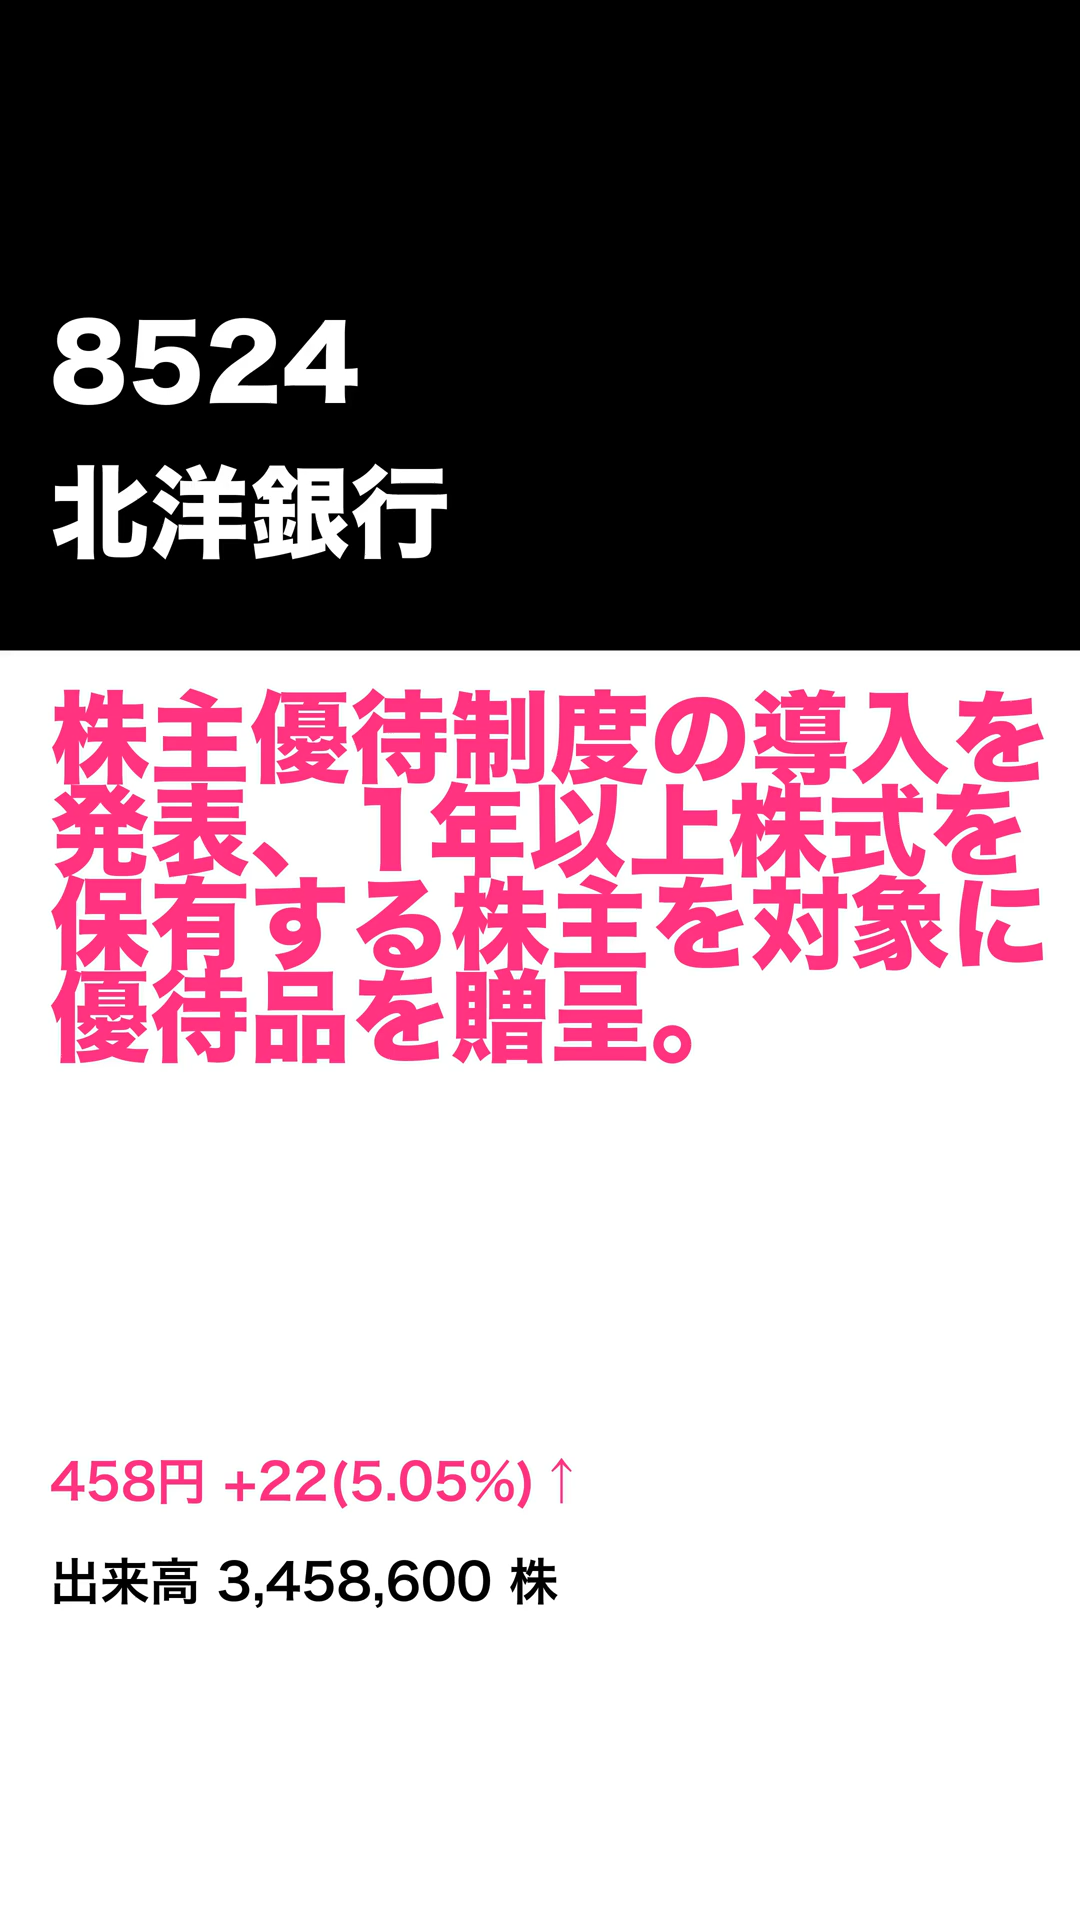 8524
北洋銀行
株主優待制度の導入を
発表、1年以上株式を
保有する株主を対象に
優待品を贈呈。
458円 +22(5.05%)↑
出来高 3,458,600 株